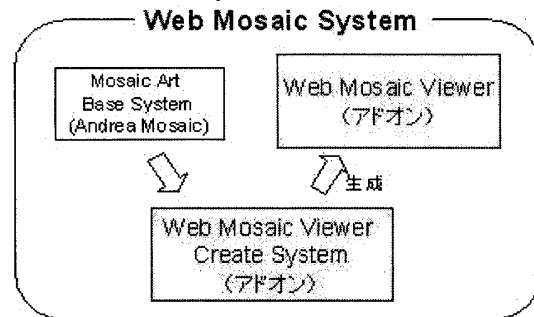 Web Mosaic System
Mosaic Art
Base System
(Andrea Mosaic)
Web Mosaic Viewer
(アドオン)
生成
Web Mosaic Viewer
Create System
(アドオン)